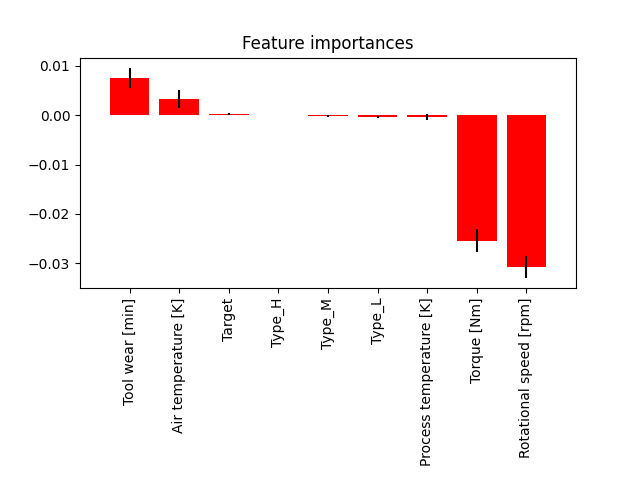 Feature importances
0.01
0.00
−0.01
−0.02
−0.03
Tool wear [min]
Air temperature [K]
Target
Type_H
Type_M
Type_L
Process temperature [K]
Torque [Nm]
Rotational speed [rpm]